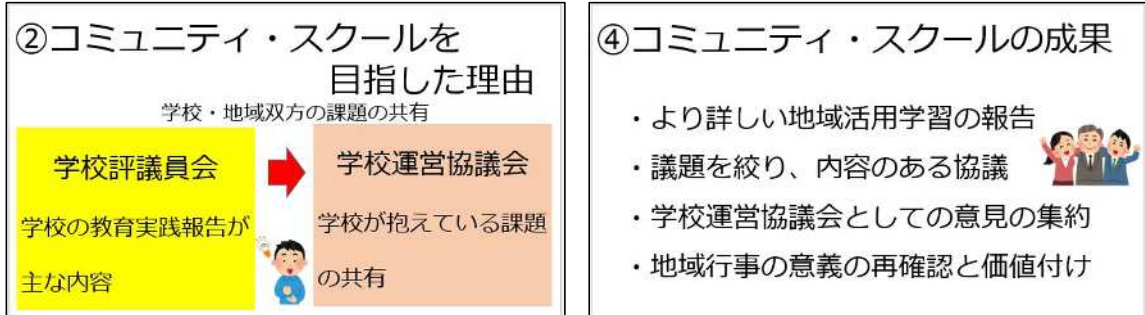 ②コミュニティ・スクールを
目指した理由
学校・地域双方の課題の共有
学校評議員会
学校の教育実践報告が
主な内容
学校運営協議会
学校が抱えている課題
の共有
④コミュニティ・スクールの成果
・より詳しい地域活用学習の報告
・議題を絞り、内容のある協議
・学校運営協議会としての意見の集約
・地域行事の意義の再確認と価値付け